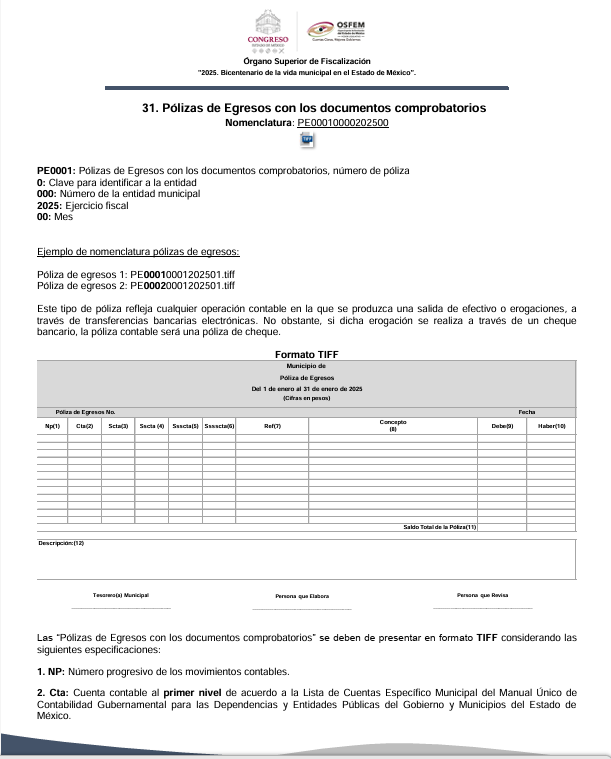 CONGRESO
ESTADO DE MÉXICO
OSFEM
Órgano Superior de Fiscalización
"2025. Bicentenario de la vida municipal en el Estado de México".
31. Pólizas de Egresos con los documentos comprobatorios
Nomenclatura: PE00010000202500
PE0001: Pólizas de Egresos con los documentos comprobatorios, número de póliza
0: Clave para identificar a la entidad
000: Número de la entidad municipal
2025: Ejercicio fiscal
00: Mes
Ejemplo de nomenclatura pólizas de egresos:
Póliza de egresos 1: PE00010001202501.tiff
Póliza de egresos 2: PE00020001202501.tiff
Este tipo de póliza refleja cualquier operación contable en la que se produzca una salida de efectivo o erogaciones, a
través de transferencias bancarias electrónicas. No obstante, si dicha erogación se realiza a través de un cheque
bancario, la póliza contable será una póliza de cheque.
Formato TIFF
Municipio de
Póliza de Egresos
Del 1 de enero al 31 de enero de 2025
(Cifras en pesos)
Póliza de Egresos No. Fecha
Np(1) Cta(2) Scta(3) Sscta (4) Ssscta(5) Sssscta(6) Ref(7) Concepto (8) Debe(9) Haber(10)
Saldo Total de la Póliza(11)
Descripción:(12)
Tesorero(a) Municipal Persona que Elabora Persona que Revisa
Las “Pólizas de Egresos con los documentos comprobatorios” se deben de presentar en formato TIFF considerando las
siguientes especificaciones:
1. NP: Número progresivo de los movimientos contables.
2. Cta: Cuenta contable al primer nivel de acuerdo a la Lista de Cuentas Específico Municipal del Manual Único de
Contabilidad Gubernamental para las Dependencias y Entidades Públicas del Gobierno y Municipios del Estado de
México.